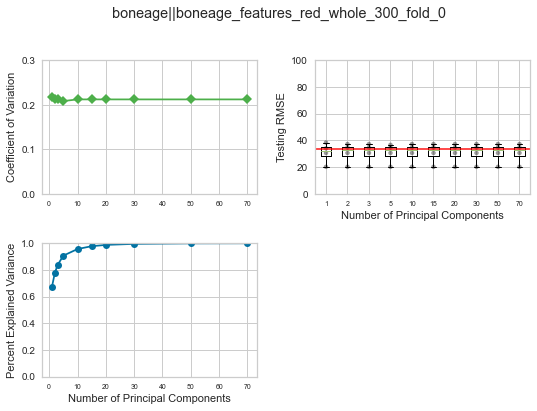 boneage||boneage_features_red_whole_300_fold_0
Coefficient of Variation
0.3
0.2
0.1
0.0
0 10 20 30 40 50 60 70
Testing RMSE
100
80
60
40
20
0
1 2 3 5 10 15 20 30 50 70
Number of Principal Components
Percent Explained Variance
1.0
0.8
0.6
0.4
0.2
0.0
0 10 20 30 40 50 60 70
Number of Principal Components